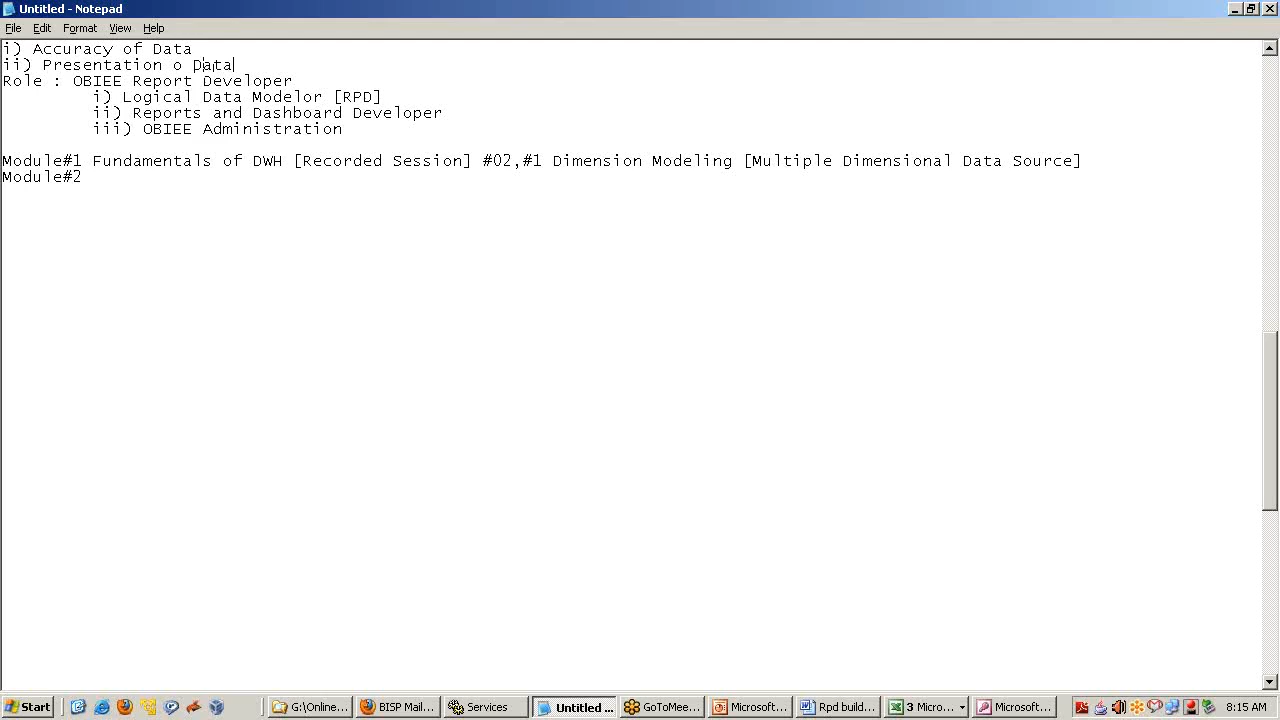 Untitled - Notepad
File Edit Format View Help
i) Accuracy of Data
ii) Presentation o Data
Role : OBIEE Report Developer
i) Logical Data Modelor [RPD]
ii) Reports and Dashboard Developer
iii) OBIEE Administration
Module#1 Fundamentals of DWH [Recorded Session] #02,#1 Dimension Modeling [Multiple Dimensional Data Source]
Module#2
Start G:\Online... BISP Mail... Services Untitled ... GoToMee... Microsoft... Rpd build... 3 Micro... Microsoft... 8:15 AM